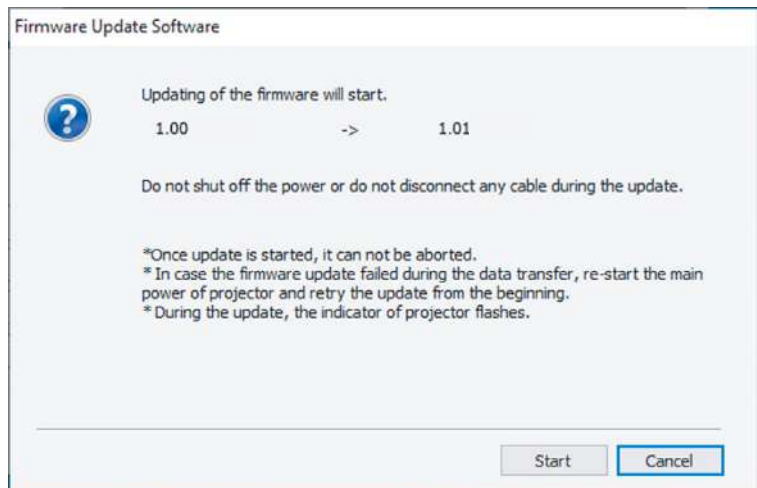 Firmware Update Software
Updating of the firmware will start.
1.00 -> 1.01
Do not shut off the power or do not disconnect any cable during the update.
*Once update is started, it can not be aborted.
* In case the firmware update failed during the data transfer, re-start the main
power of projector and retry the update from the beginning.
* During the update, the indicator of projector flashes.
Start Cancel